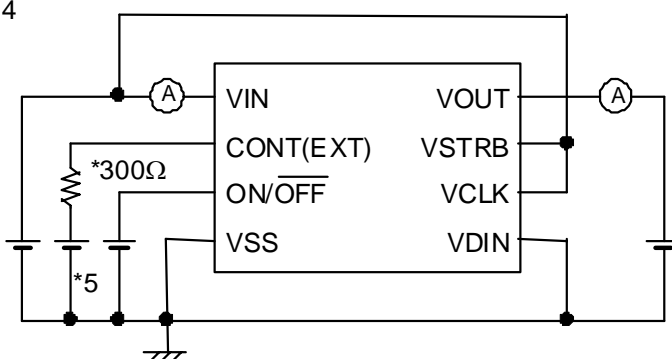 4
A
VIN
VOUT
A
CONT(EXT)
VSTRB
*300Ω
ON/OFF
VCLK
VSS
VDIN
*5